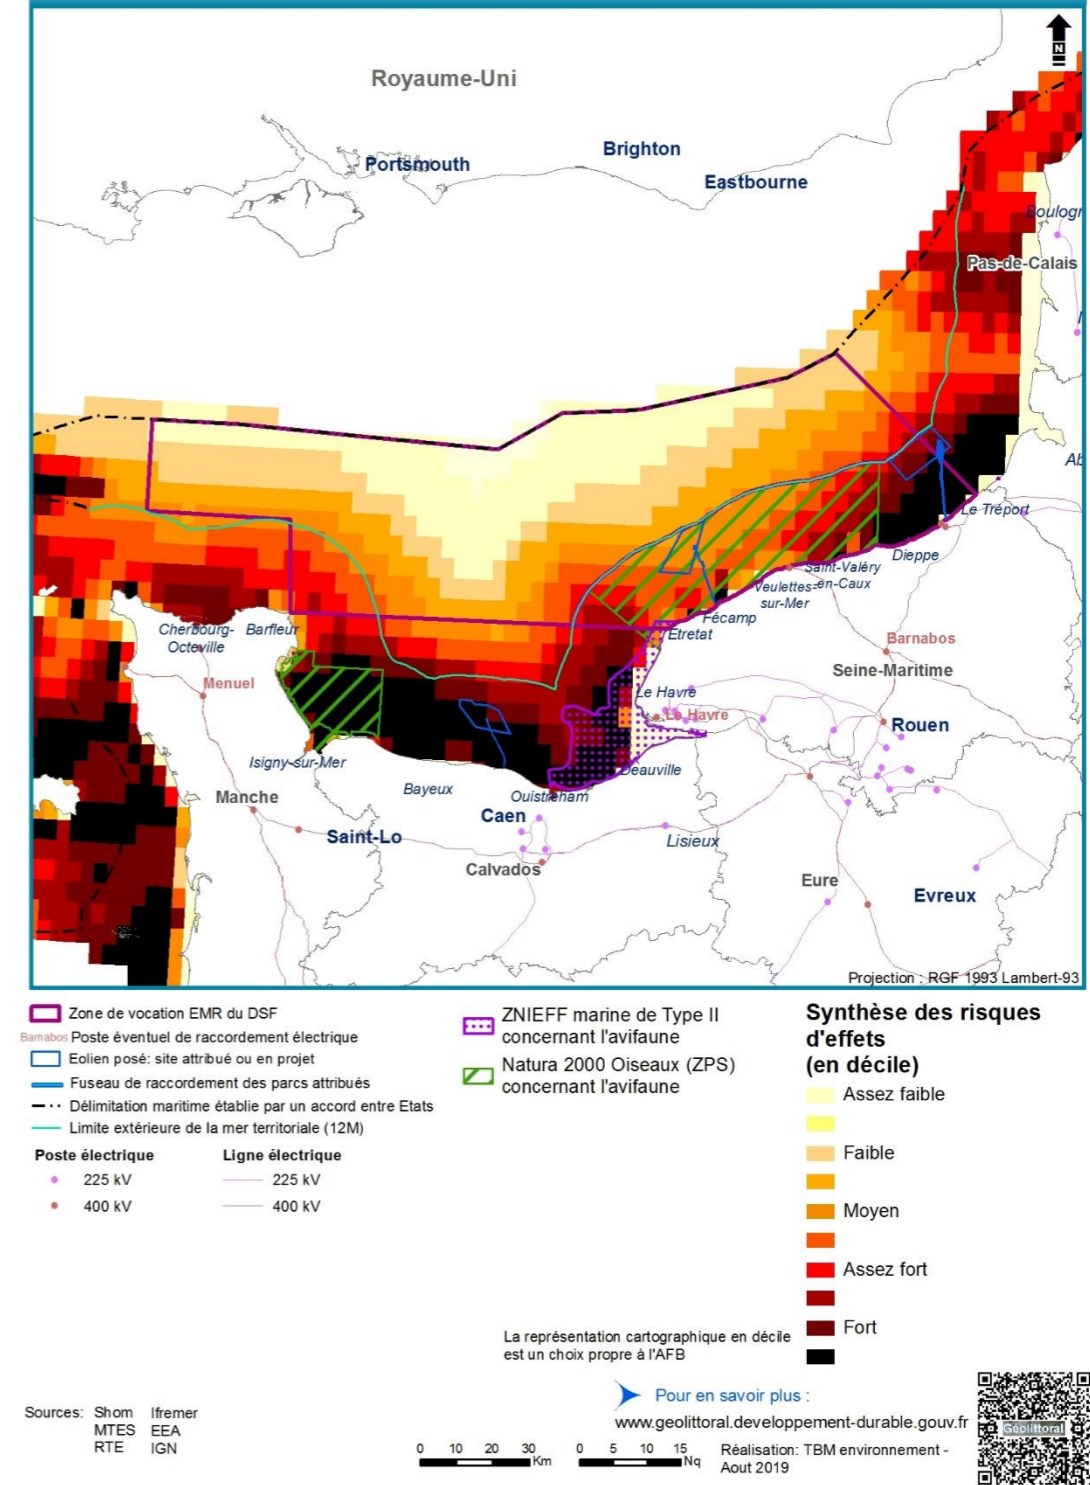 N
Royaume-Uni
Portsmouth
Brighton
Eastbourne
Boulogr
Pas-de-Calais
Ab
Le Tréport
Dieppe
Saint-Valéry
-en-Caux
Veulettes-
sur-Mer
Fécamp
Etretat
Cherbourg-
Octeville
Barfleur
Barnabos
Seine-Maritime
Menuel
Le Havre
Le Havre
Rouen
Isigny-sur-Mer
Deauville
Manche
Bayeux
Ouistreham
Caen
Saint-Lo
Lisieux
Calvados
Eure
Evreux
Projection : RGF 1993 Lambert-93
Zone de vocation EMR du DSF
Barnabos Poste éventuel de raccordement électrique
Eolien posé: site attribué ou en projet
Fuseau de raccordement des parcs attribués
Délimitation maritime établie par un accord entre Etats
Limite extérieure de la mer territoriale (12M)
Poste électrique
225 kV
400 kV
Ligne électrique
225 kV
400 kV
ZNIEFF marine de Type II
concernant l'avifaune
Natura 2000 Oiseaux (ZPS)
concernant l'avifaune
Synthèse des risques
d'effets
(en décile)
Assez faible
Faible
Moyen
Assez fort
Fort
La représentation cartographique en décile
est un choix propre à l'AFB
Pour en savoir plus :
www.geolittoral.developpement-durable.gouv.fr
Géolittoral
Sources: Shom Ifremer
MTES EEA
RTE IGN
0 10 20 30
Km
0 5 10 15
Nq
Réalisation: TBM environnement -
Aout 2019